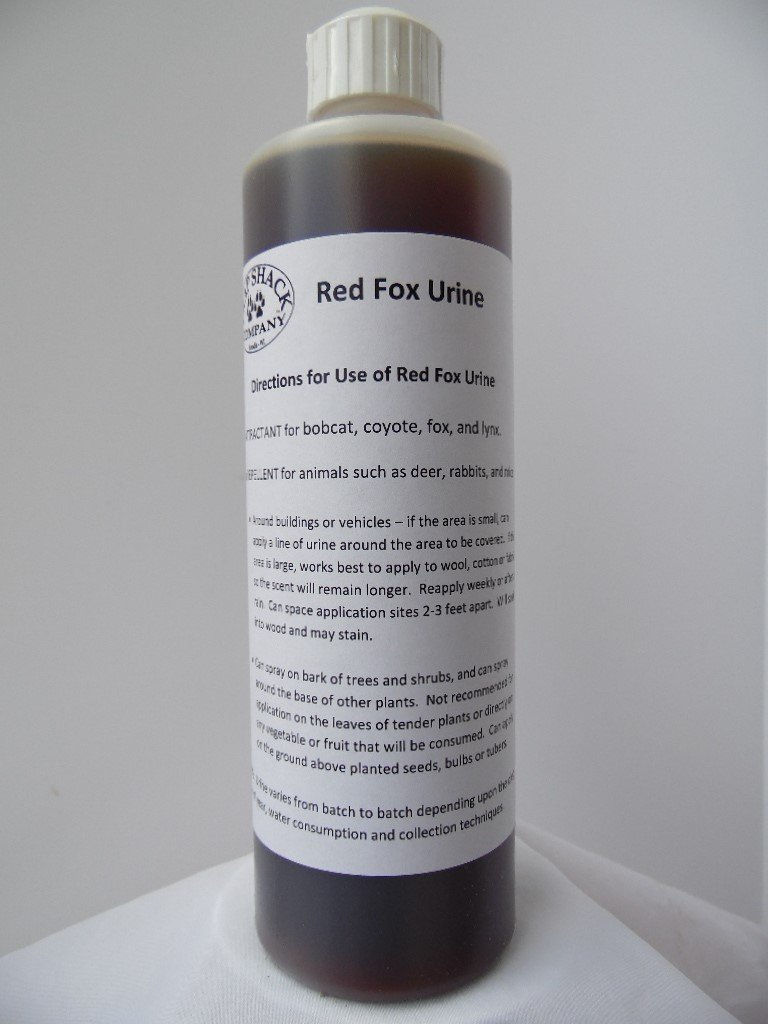 SHACK
COMPANY
Red Fox Urine
Directions for Use of Red Fox Urine
for bobcat, coyote, fox, and lynx.
for animals such as deer, rabbits, and
• Around buildings or vehicles – if the area is small, can
apply a line of urine around the area to be covered. If
area is large, works best to apply to wool, cotton or
so the scent will remain longer. Reapply weekly or after
rain. Can space application sites 2-3 feet apart. Will
into wood and may stain.
• Can spray on bark of trees and shrubs, and can spray
around the base of other plants. Not recommended
application on the leaves of tender plants or directly
any vegetable or fruit that will be consumed. Can
on the ground above planted seeds, bulbs or tubers.
varies from batch to batch depending upon the
water consumption and collection techniques.